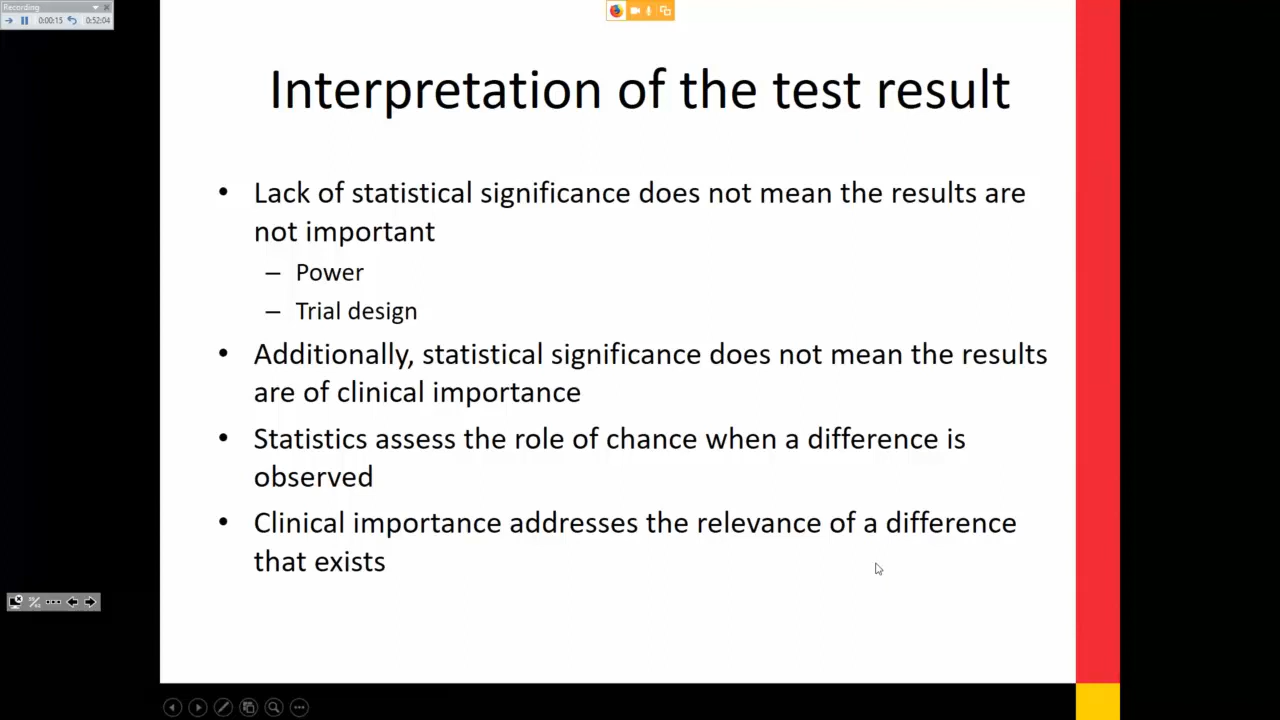 Recording
0:00:15 0:52:04
Interpretation of the test result
• Lack of statistical significance does not mean the results are
not important
– Power
– Trial design
• Additionally, statistical significance does not mean the results
are of clinical importance
• Statistics assess the role of chance when a difference is
observed
• Clinical importance addresses the relevance of a difference
that exists